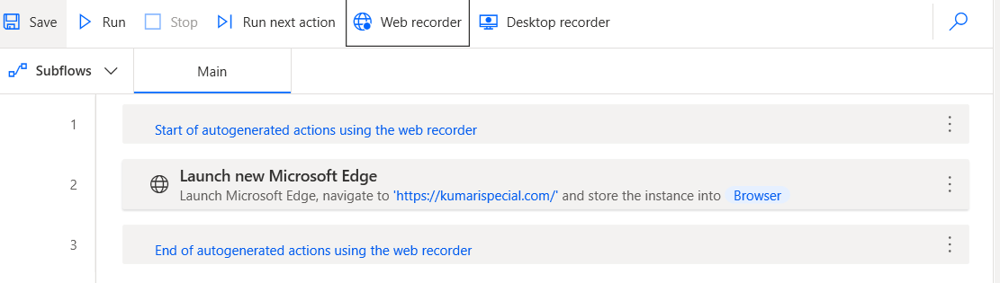 Save Run Stop Run next action Web recorder Desktop recorder
Subflows Main
1 Start of autogenerated actions using the web recorder
2 Launch new Microsoft Edge
Launch Microsoft Edge, navigate to 'https://kumarispecial.com/' and store the instance into Browser
3 End of autogenerated actions using the web recorder